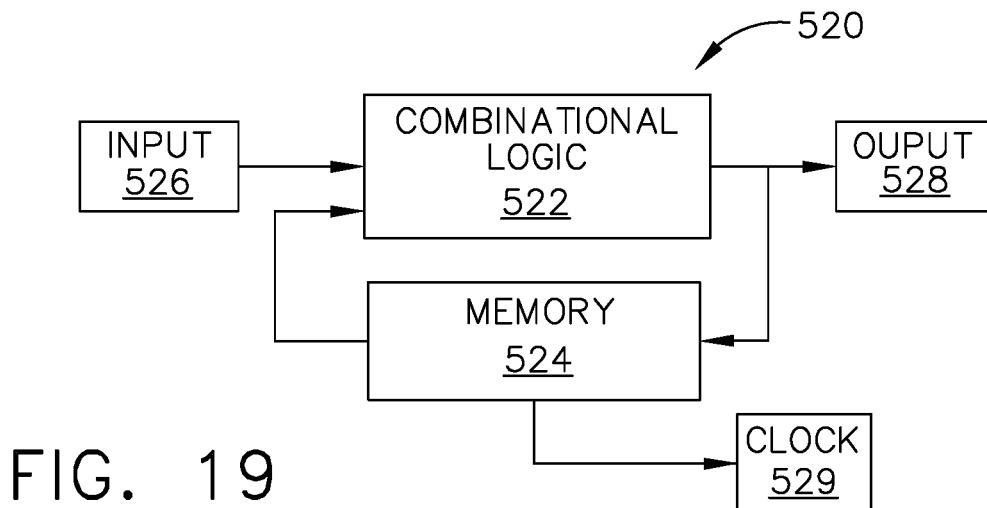 520
COMBINATIONAL
LOGIC
522
INPUT
526
OUPUT
528
MEMORY
524
CLOCK
529
FIG. 19